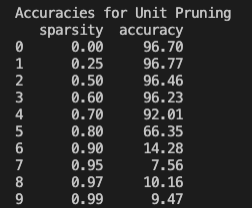 Accuracies for Unit Pruning
sparsity accuracy
0 0.00 96.70
1 0.25 96.77
2 0.50 96.46
3 0.60 96.23
4 0.70 92.01
5 0.80 66.35
6 0.90 14.28
7 0.95 7.56
8 0.97 10.16
9 0.99 9.47